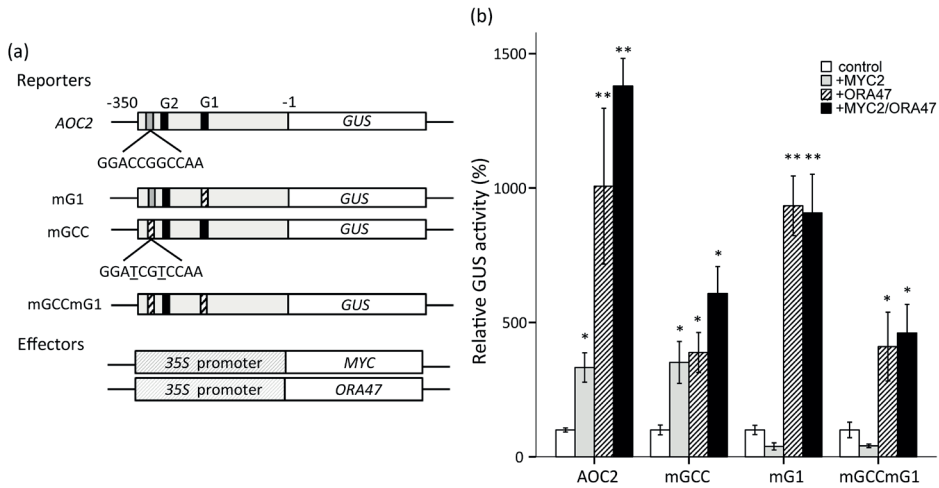 (a)
Reporters
-350 G2 G1 -1
AOC2 GUS
GGACCGGCCAA
mG1 GUS
mGCC GUS
GGATCGTCCAA
mGCCmG1 GUS
Effectors
35S promoter MYC
35S promoter ORA47
(b)
Relative GUS activity (%)
1500
1000
500
0
control
+MYC2
+ORA47
+MYC2/ORA47
* ** **
* * *
** **
* *
AOC2 mGCC mG1 mGCCmG1